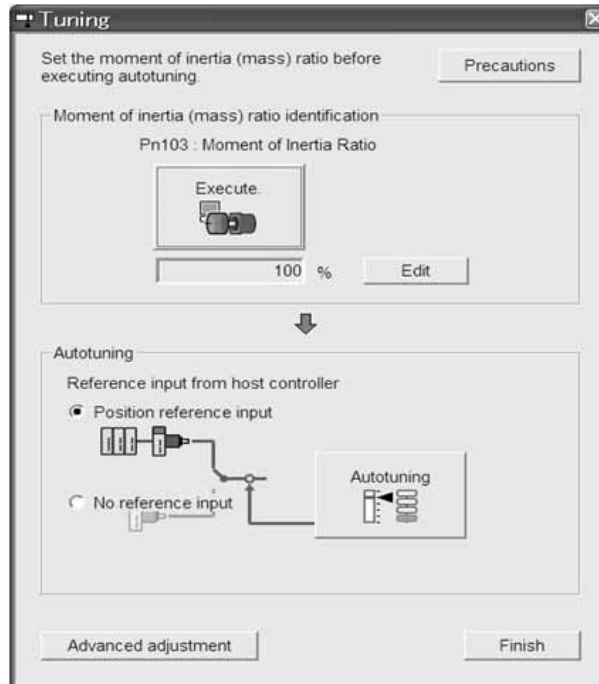 Tuning
Set the moment of inertia (mass) ratio before
executing autotuning.
Precautions
Moment of inertia (mass) ratio identification
Pn103 : Moment of Inertia Ratio
Execute.
100 %
Edit
Autotuning
Reference input from host controller
Position reference input
No reference input
Autotuning
Advanced adjustment
Finish